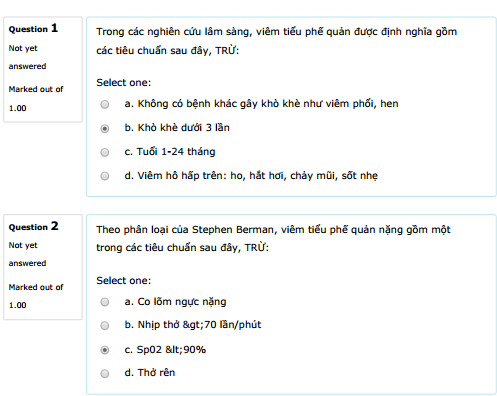 Question 1
Not yet
answered
Marked out of
1.00
Trong các nghiên cứu lâm sàng, viêm tiểu phế quản được định nghĩa gồm
các tiêu chuẩn sau đây, TRỪ:
Select one:
a. Không có bệnh khác gây khò khè như viêm phổi, hen
b. Khò khè dưới 3 lần
c. Tuổi 1-24 tháng
d. Viêm hô hấp trên: ho, hắt hơi, chảy mũi, sốt nhẹ
Question 2
Not yet
answered
Marked out of
1.00
Theo phân loại của Stephen Berman, viêm tiểu phế quản nặng gồm một
trong các tiêu chuẩn sau đây, TRỪ:
Select one:
a. Co lõm ngực nặng
b. Nhịp thở &gt;70 lần/phút
c. Sp02 &lt;90%
d. Thở rên